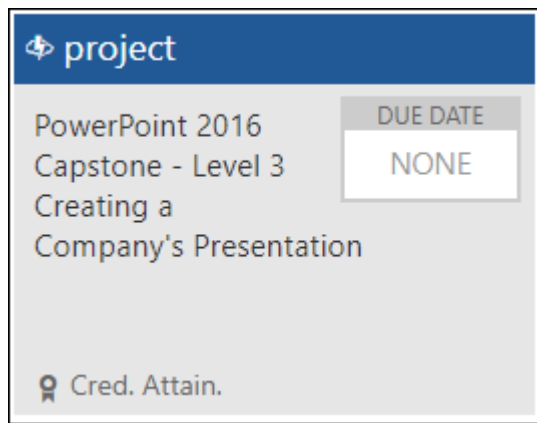 project
PowerPoint 2016
Capstone - Level 3
Creating a
Company's Presentation
DUE DATE
NONE
Cred. Attain.